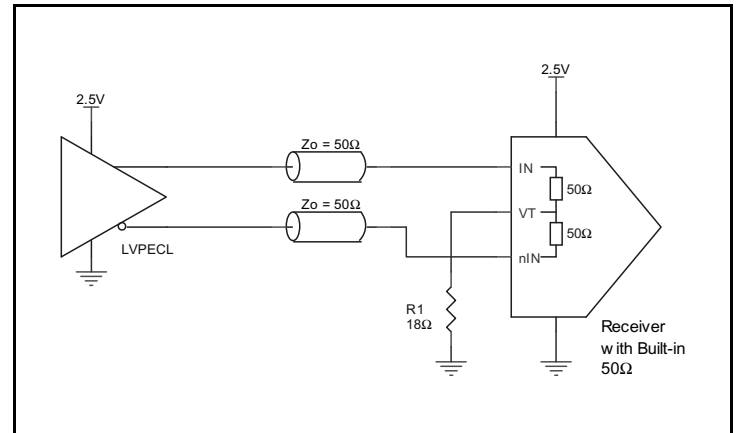 2.5V
2.5V
Zo = 50Ω
IN
50Ω
Zo = 50Ω
VT
50Ω
LVPECL
nIN
R1
18Ω
Receiver
with Built-in
50Ω